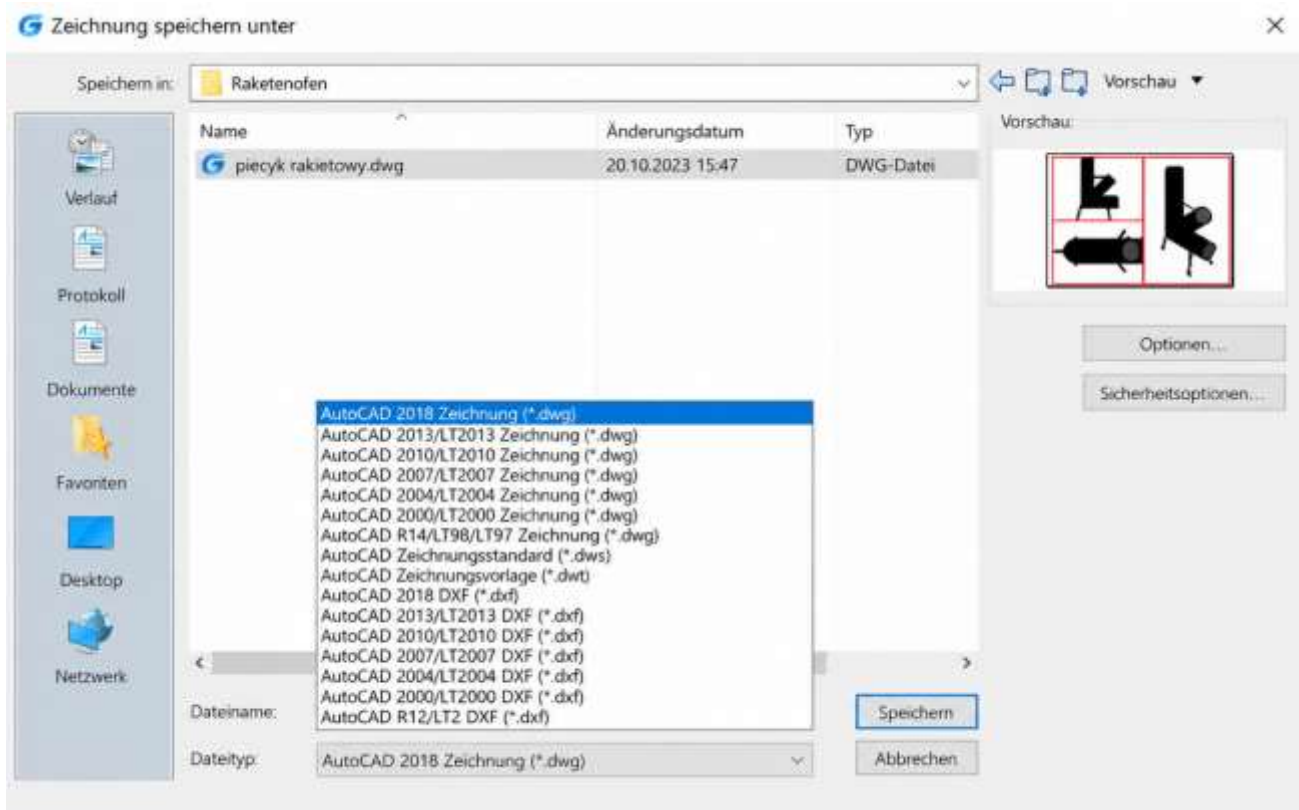 Zeichnung speichern unter
Speichern in:
Raketenofen
Vorschau
Name
Änderungsdatum
Typ
Vorschau:
piecyk rakietowy.dwg
20.10.2023 15:47
DWG-Datei
Verlauf
Protokoll
Dokumente
Favoriten
Desktop
Netzwerk
Optionen...
Sicherheitsoptionen...
AutoCAD 2018 Zeichnung (*.dwg)
AutoCAD 2013/LT2013 Zeichnung (*.dwg)
AutoCAD 2010/LT2010 Zeichnung (*.dwg)
AutoCAD 2007/LT2007 Zeichnung (*.dwg)
AutoCAD 2004/LT2004 Zeichnung (*.dwg)
AutoCAD 2000/LT2000 Zeichnung (*.dwg)
AutoCAD R14/LT98/LT97 Zeichnung (*.dwg)
AutoCAD Zeichnungsstandard (*.dws)
AutoCAD Zeichnungsvorlage (*.dwt)
AutoCAD 2018 DXF (*.dxf)
AutoCAD 2013/LT2013 DXF (*.dxf)
AutoCAD 2010/LT2010 DXF (*.dxf)
AutoCAD 2007/LT2007 DXF (*.dxf)
AutoCAD 2004/LT2004 DXF (*.dxf)
AutoCAD 2000/LT2000 DXF (*.dxf)
AutoCAD R12/LT2 DXF (*.dxf)
Dateiname:
Speichern
Dateityp:
AutoCAD 2018 Zeichnung (*.dwg)
Abbrechen